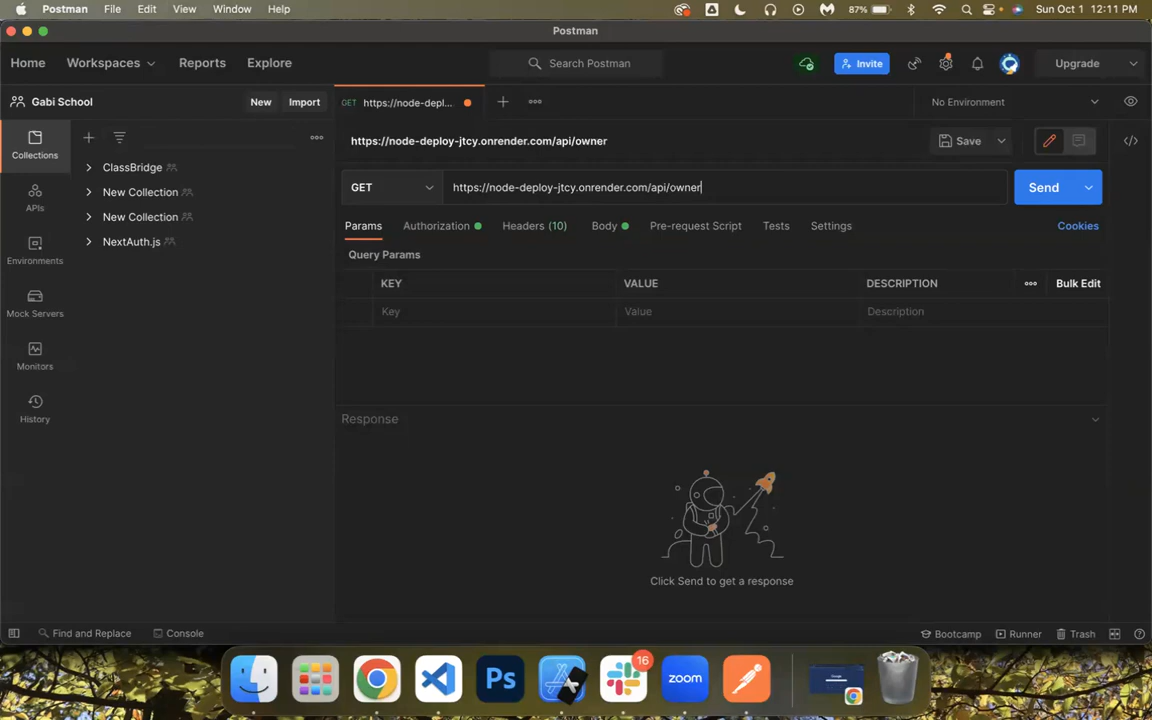 Postman File Edit View Window Help 87% Sun Oct 1 12:11 PM
Postman
Home Workspaces Reports Explore Search Postman Invite Upgrade
Gabi School New Import GET https://node-depl... No Environment
Collections
https://node-deploy-jtcy.onrender.com/api/owner Save
ClassBridge
APIs
New Collection
GET https://node-deploy-jtcy.onrender.com/api/owner Send
New Collection
Environments
NextAuth.js
Params Authorization Headers (10) Body Pre-request Script Tests Settings Cookies
Query Params
Mock Servers
KEY VALUE DESCRIPTION Bulk Edit
Key Value Description
Monitors
History
Response
Click Send to get a response
Find and Replace Console Bootcamp Runner Trash
Ps 16 zoom